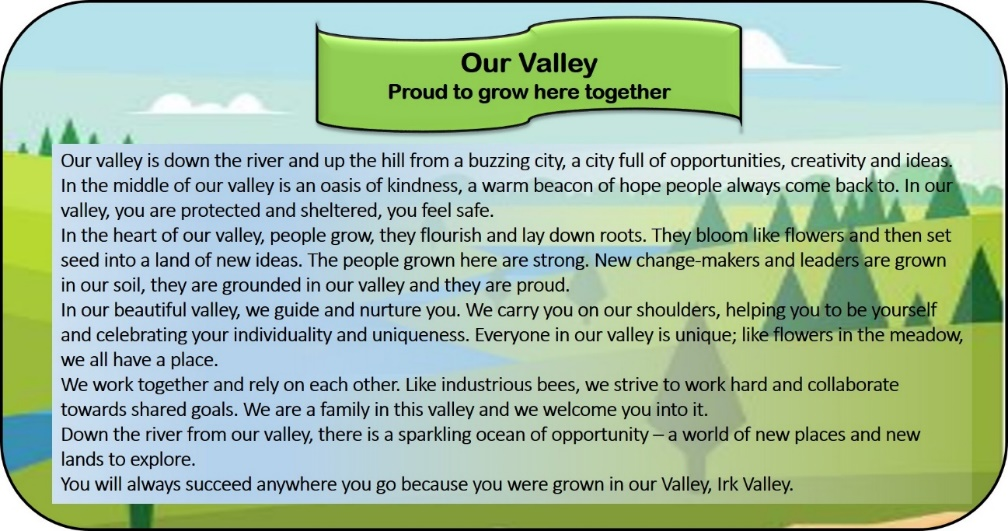 Our Valley
Proud to grow here together
Our valley is down the river and up the hill from a buzzing city, a city full of opportunities, creativity and ideas.
In the middle of our valley is an oasis of kindness, a warm beacon of hope people always come back to. In our
valley, you are protected and sheltered, you feel safe.
In the heart of our valley, people grow, they flourish and lay down roots. They bloom like flowers and then set
seed into a land of new ideas. The people grown here are strong. New change-makers and leaders are grown
in our soil, they are grounded in our valley and they are proud.
In our beautiful valley, we guide and nurture you. We carry you on our shoulders, helping you to be yourself
and celebrating your individuality and uniqueness. Everyone in our valley is unique; like flowers in the meadow,
we all have a place.
We work together and rely on each other. Like industrious bees, we strive to work hard and collaborate
towards shared goals. We are a family in this valley and we welcome you into it.
Down the river from our valley, there is a sparkling ocean of opportunity – a world of new places and new
lands to explore.
You will always succeed anywhere you go because you were grown in our Valley, Irk Valley.